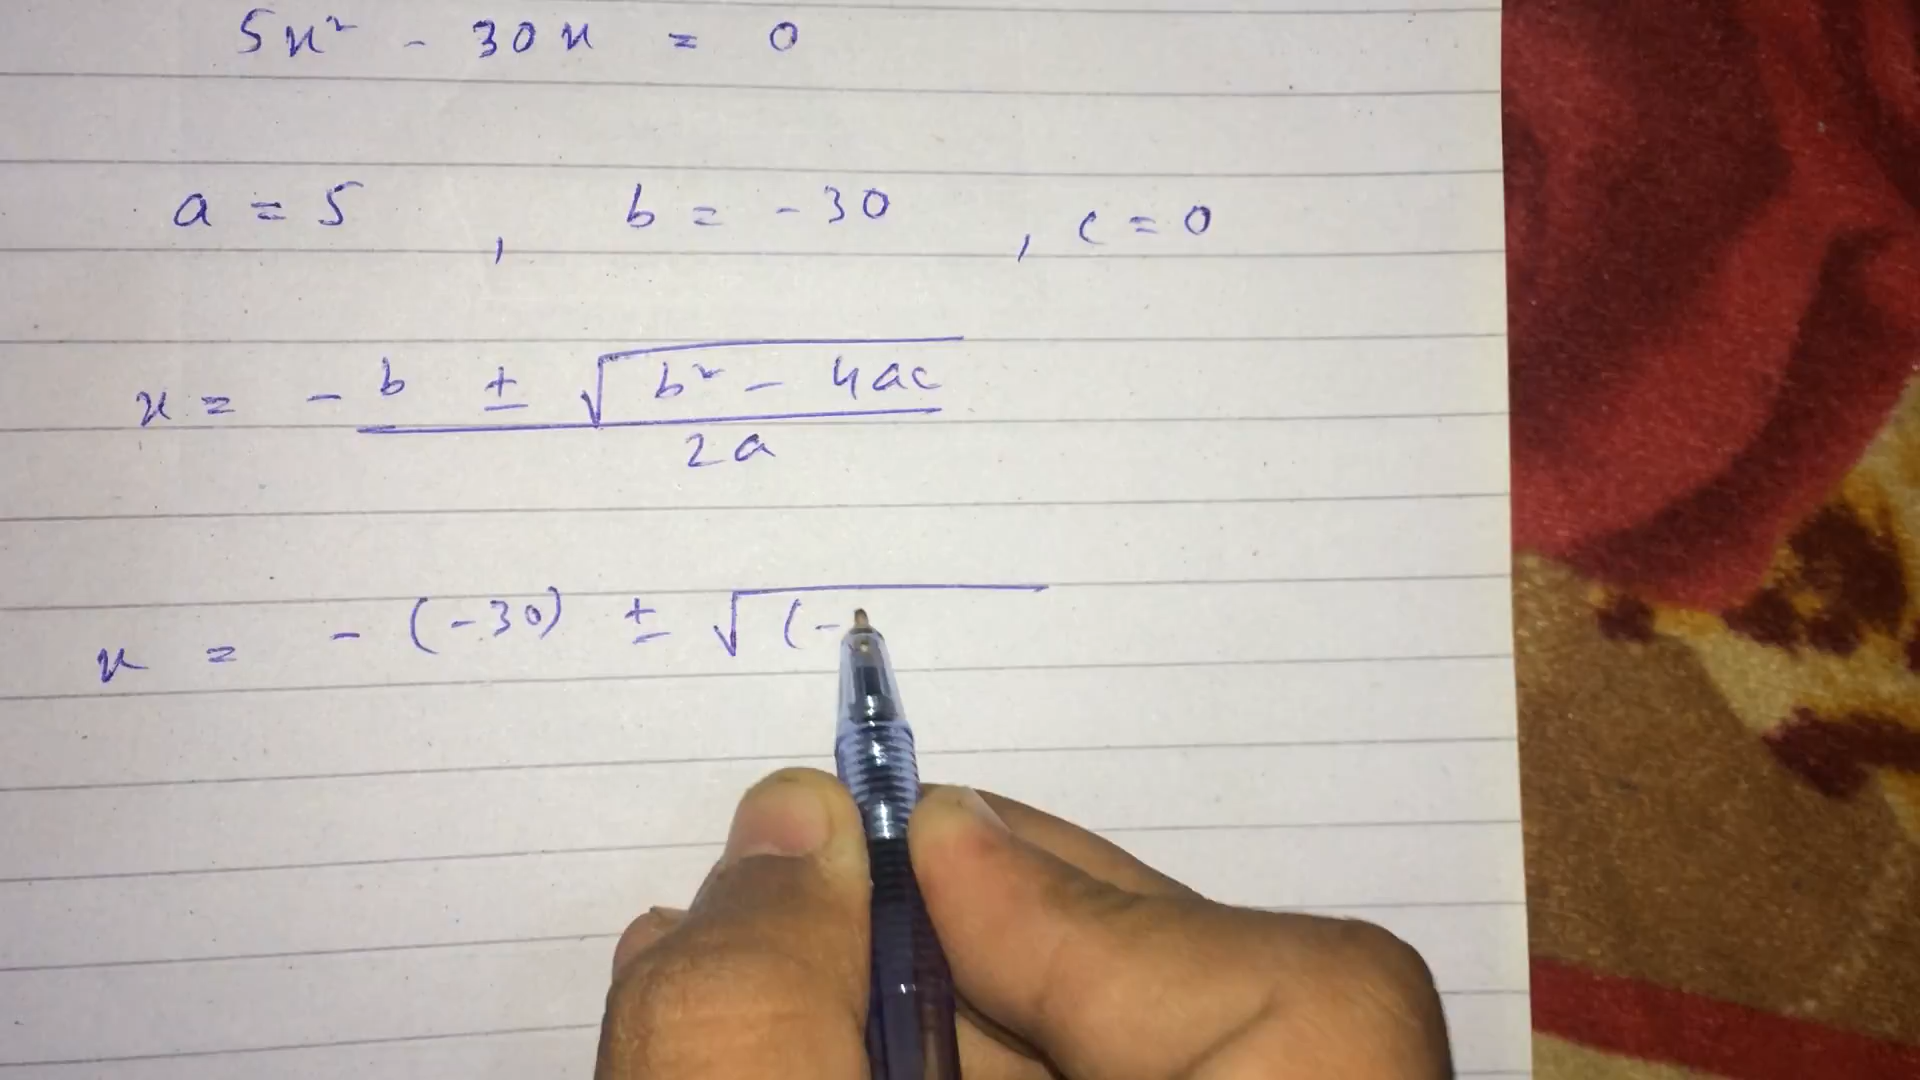 5x² - 30x = 0
a = 5 , b = -30 , c = 0
x = - b ± √b² - 4ac
2a
x = - (-30) ± √(-